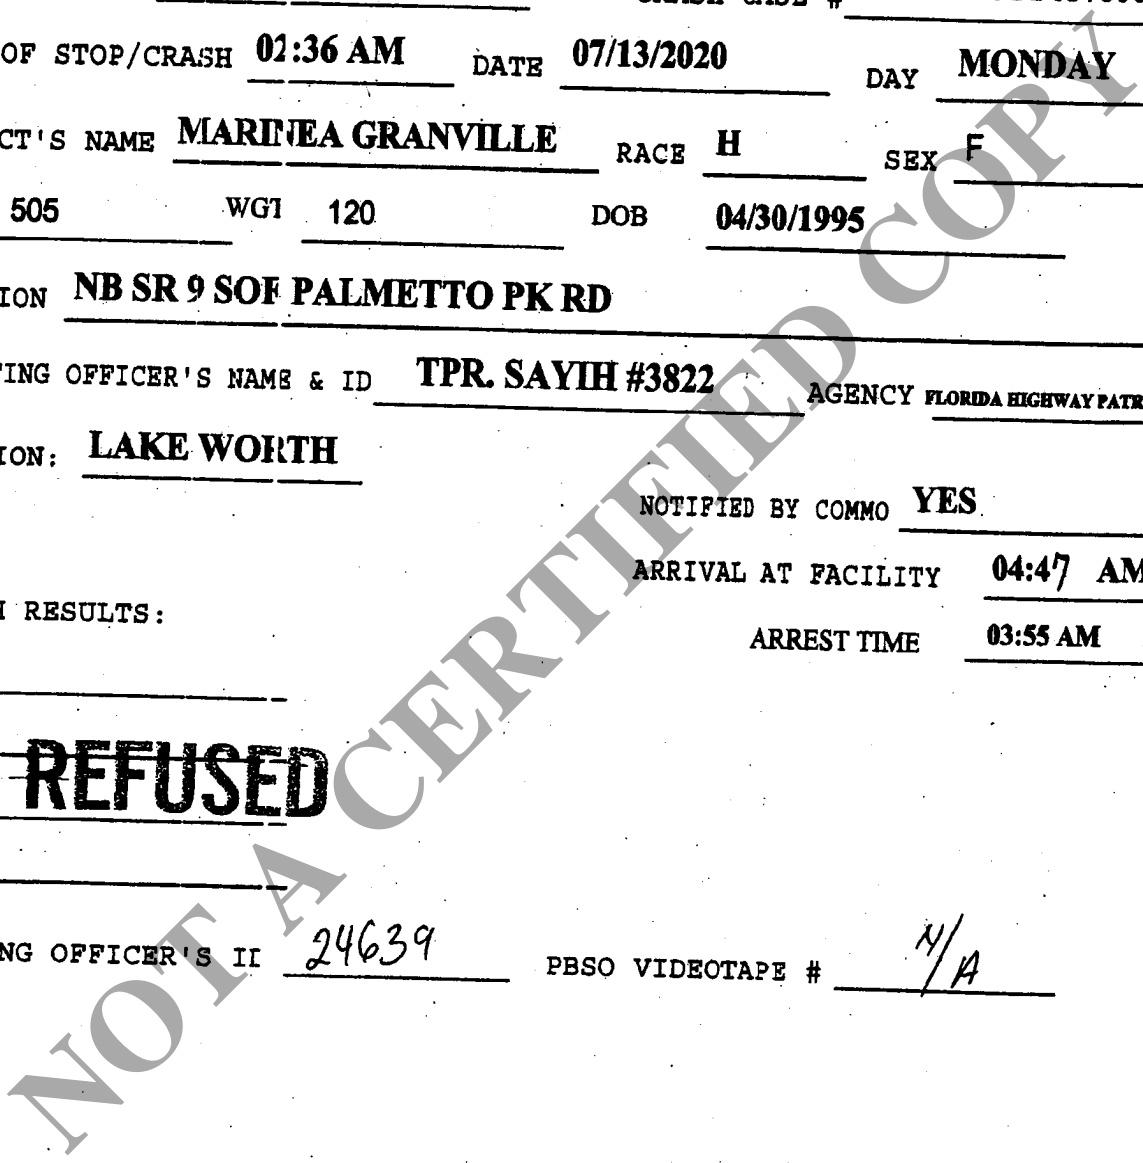 CRASH CASE #
OF STOP/CRASH 02:36 AM DATE 07/13/2020 DAY MONDAY
CT'S NAME MARINEA GRANVILLE RACE H SEX F
505 WGT 120 DOB 04/30/1995
ION NB SR 9 SOF PALMETTO PK RD
TING OFFICER'S NAME & ID TPR. SAYIH #3822 AGENCY FLORIDA HIGHWAY PATR
ION: LAKE WORTH
NOTIFIED BY COMMO YES
ARRIVAL AT FACILITY 04:47 AM
H RESULTS:
ARREST TIME 03:55 AM
REFUSED
NG OFFICER'S ID 24639 PBSO VIDEOTAPE # N/A
NOT A CERTIFIED COPY